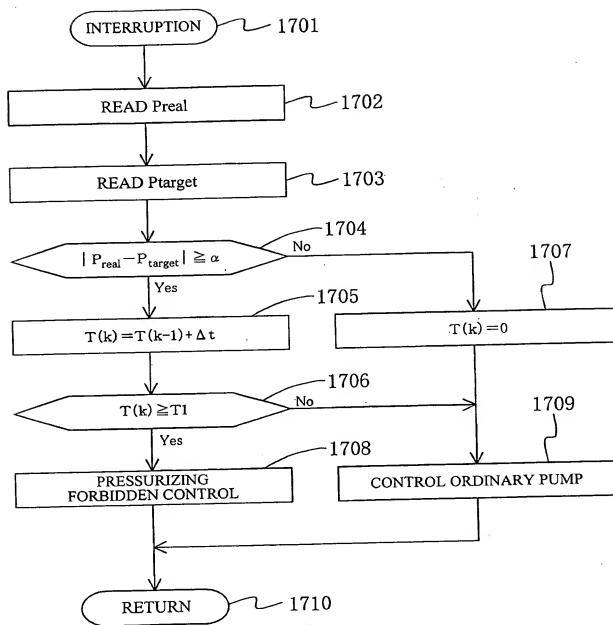 INTERRUPTION
1701
READ Preal
1702
READ Ptarget
1703
1704
| Preal－Ptarget | ≧ α
No
Yes
1705
1707
T(k)＝T(k-1)＋Δt
T(k)＝0
1706
T(k)≧T1
No
Yes
1709
1708
PRESSURIZING
FORBIDDEN CONTROL
CONTROL ORDINARY PUMP
RETURN
1710